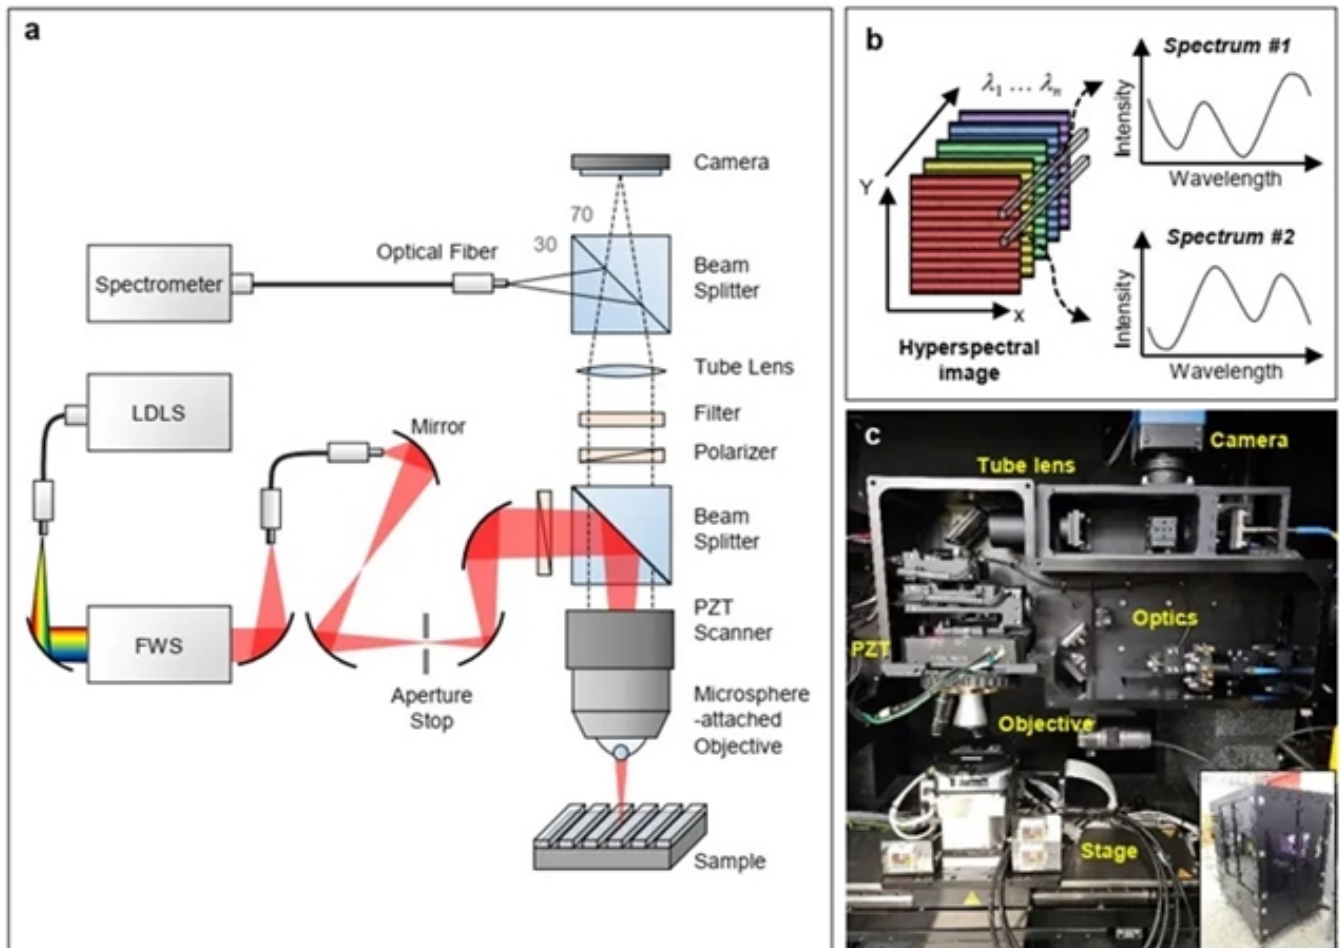 a
Camera
70
30
Optical Fiber
Spectrometer
Beam
Splitter
Tube Lens
LDLS
Mirror
Filter
Polarizer
Beam
Splitter
FWS
PZT
Scanner
Aperture
Stop
Microsphere
-attached
Objective
Sample
b
λ1 ... λn
Y
x
Hyperspectral
image
Spectrum #1
Intensity
Wavelength
Spectrum #2
Intensity
Wavelength
c
Camera
Tube lens
Optics
PZT
Objective
Stage